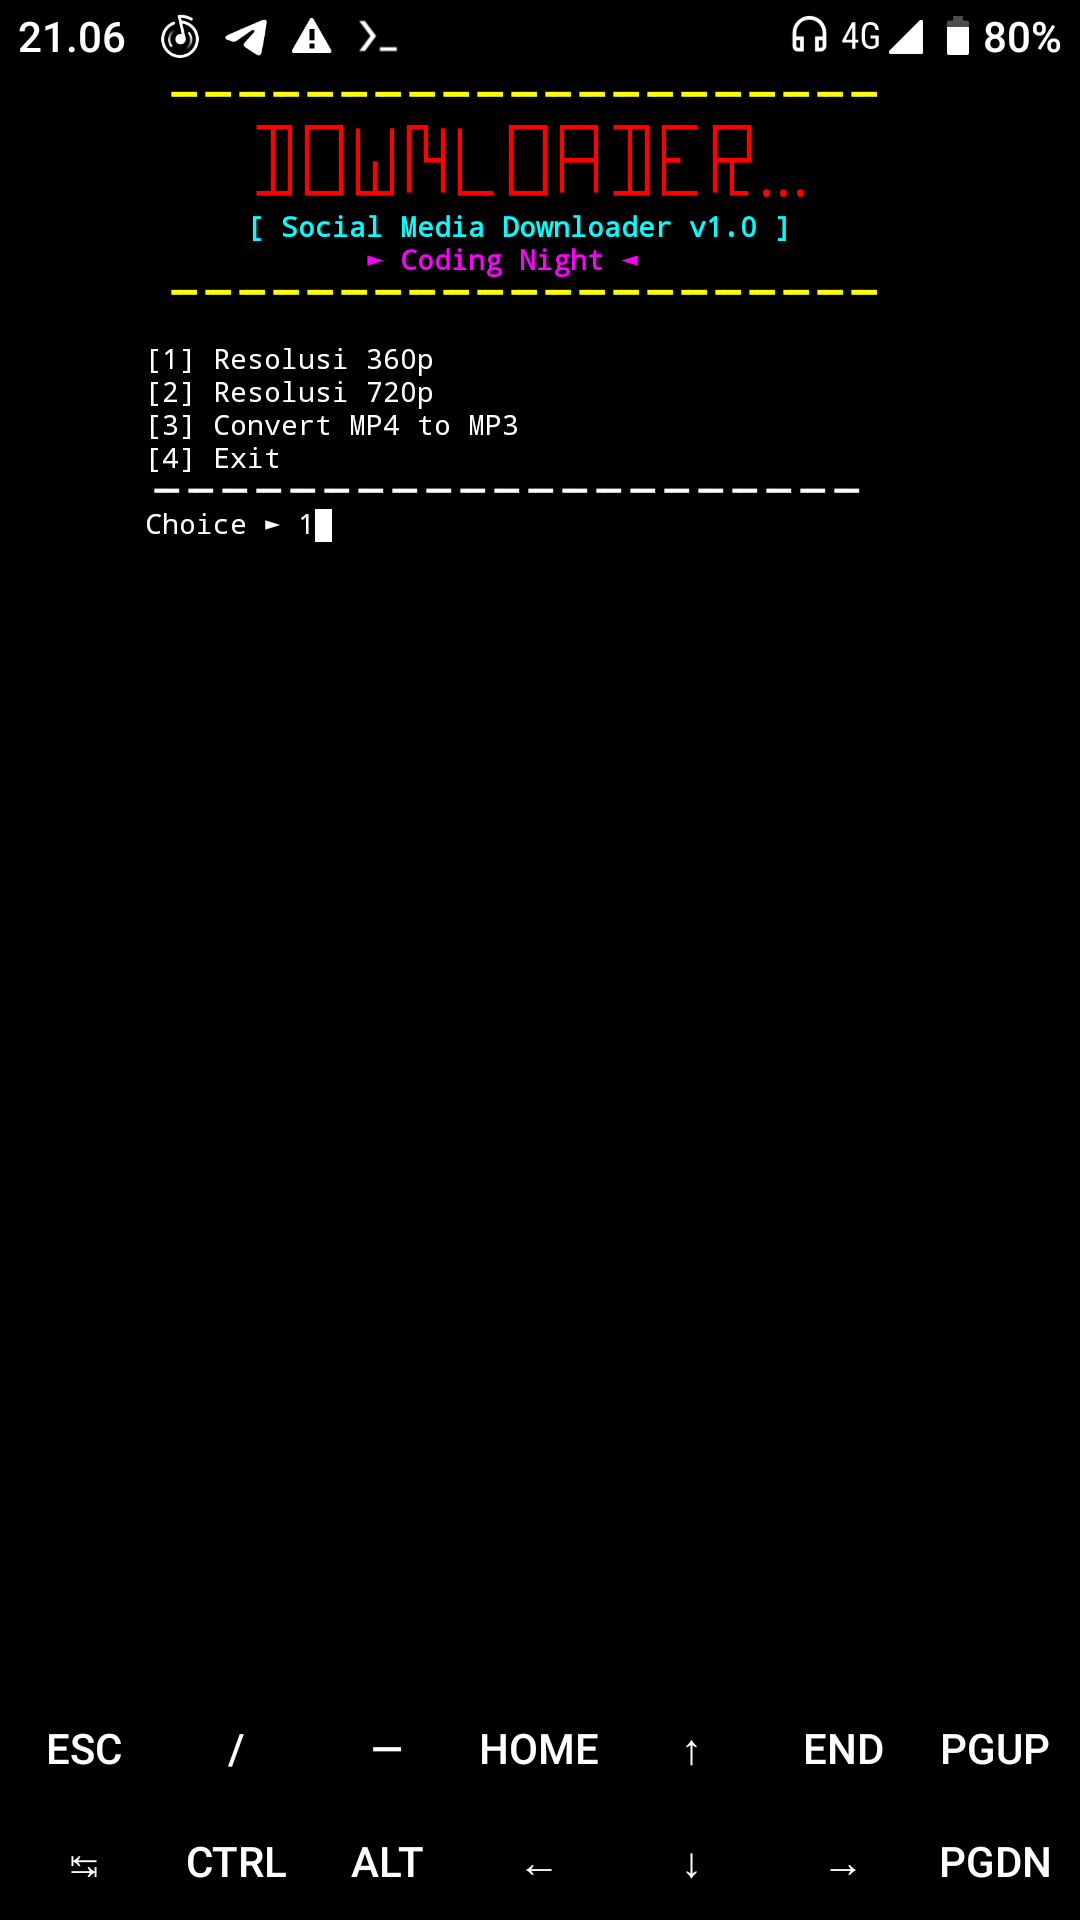 21.06 4G 80%
DOWNLOADER...
[ Social Media Downloader v1.0 ]
► Coding Night ◄
[1] Resolusi 360p
[2] Resolusi 720p
[3] Convert MP4 to MP3
[4] Exit
Choice ► 1
ESC / — HOME ↑ END PGUP
↹ CTRL ALT ← ↓ → PGDN